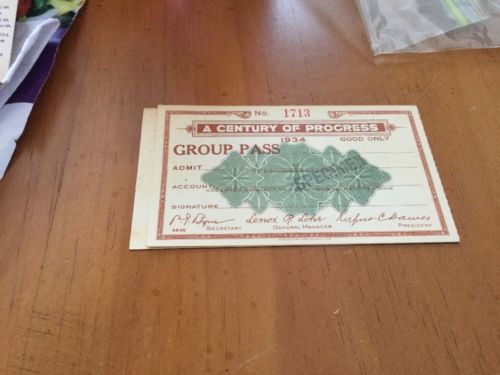 No. 1713
A CENTURY OF PROGRESS
1934 GOOD ONLY
GROUP PASS
ADMIT
SPECIMEN
ACCOUNT
SIGNATURE
Lenox R. Lohr Rufus C. Dawes
SECRETARY GENERAL MANAGER PRESIDENT